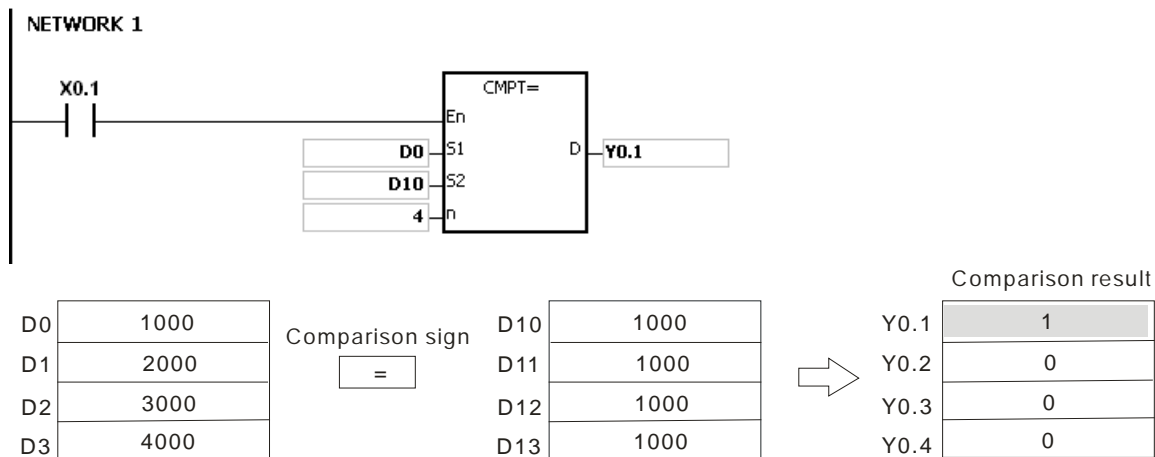 NETWORK 1
X0.1
CMPT=
En
D0 S1 D Y0.1
D10 S2
4 n
Comparison result
D0 1000 Comparison sign D10 1000 Y0.1 1
D1 2000 = D11 1000 Y0.2 0
D2 3000 D12 1000 Y0.3 0
D3 4000 D13 1000 Y0.4 0